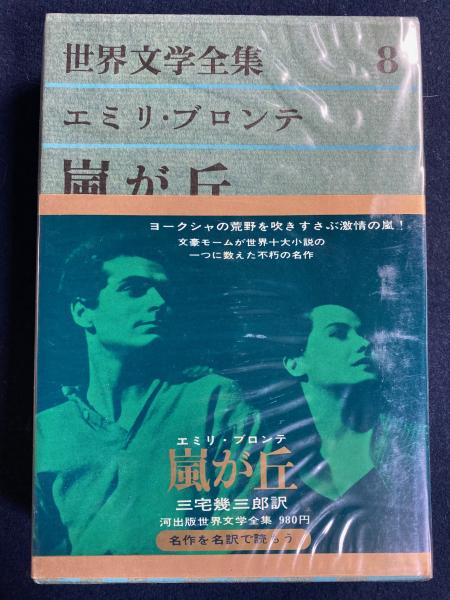 世界文学全集 8
エミリ・ブロンテ
嵐が丘
ヨークシャの荒野を吹きすさぶ激情の嵐！
文豪モームが世界十大小説の
一つに数えた不朽の名作
エミリ・ブロンテ
嵐が丘
三宅幾三郎訳
河出版世界文学全集 980円
名作を名訳で読もう